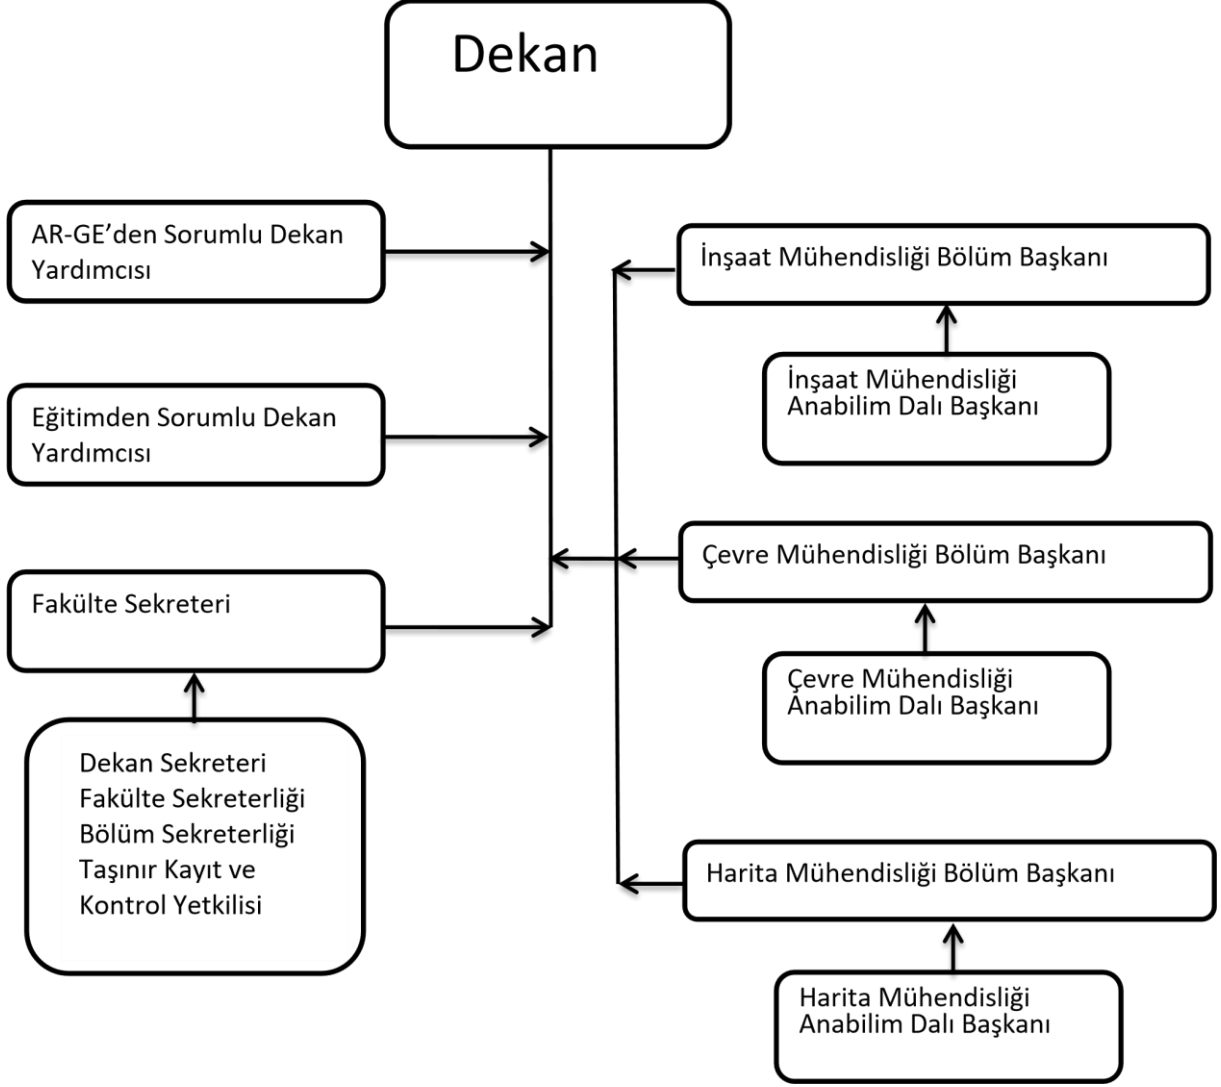 Dekan
AR-GE’den Sorumlu Dekan
Yardımcısı
Eğitimden Sorumlu Dekan
Yardımcısı
Fakülte Sekreteri
Dekan Sekreteri
Fakülte Sekreterliği
Bölüm Sekreterliği
Taşınır Kayıt ve
Kontrol Yetkilisi
İnşaat Mühendisliği Bölüm Başkanı
İnşaat Mühendisliği
Anabilim Dalı Başkanı
Çevre Mühendisliği Bölüm Başkanı
Çevre Mühendisliği
Anabilim Dalı Başkanı
Harita Mühendisliği Bölüm Başkanı
Harita Mühendisliği
Anabilim Dalı Başkanı